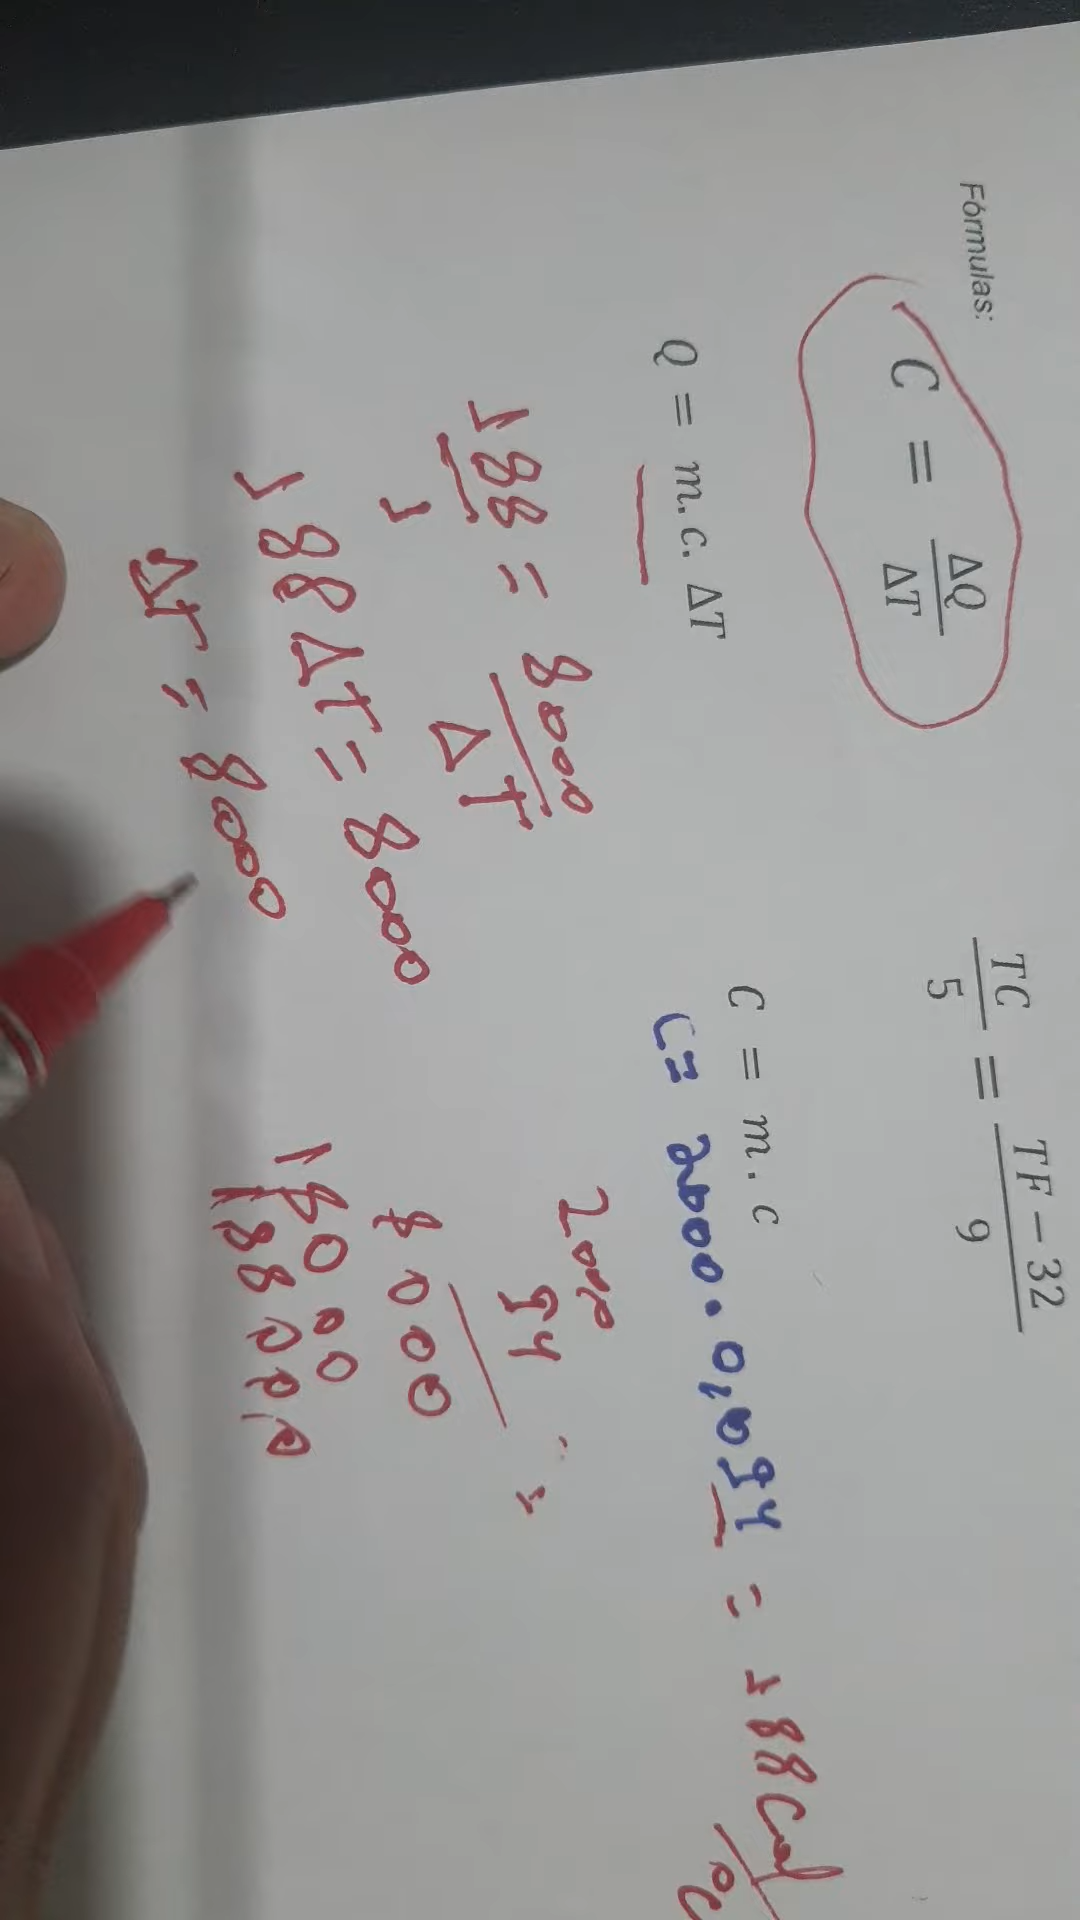 Fórmulas:
C = ΔQ / ΔT
TC / 5 = TF − 32 / 9
Q = m. c. ΔT
C = m . c
C = 2000 . 0,094 = 188 Cal / °C
188 = 8000 / ΔT
1
188 ΔT = 8000
ΔT = 8000
2000
94
8000
18000
188000